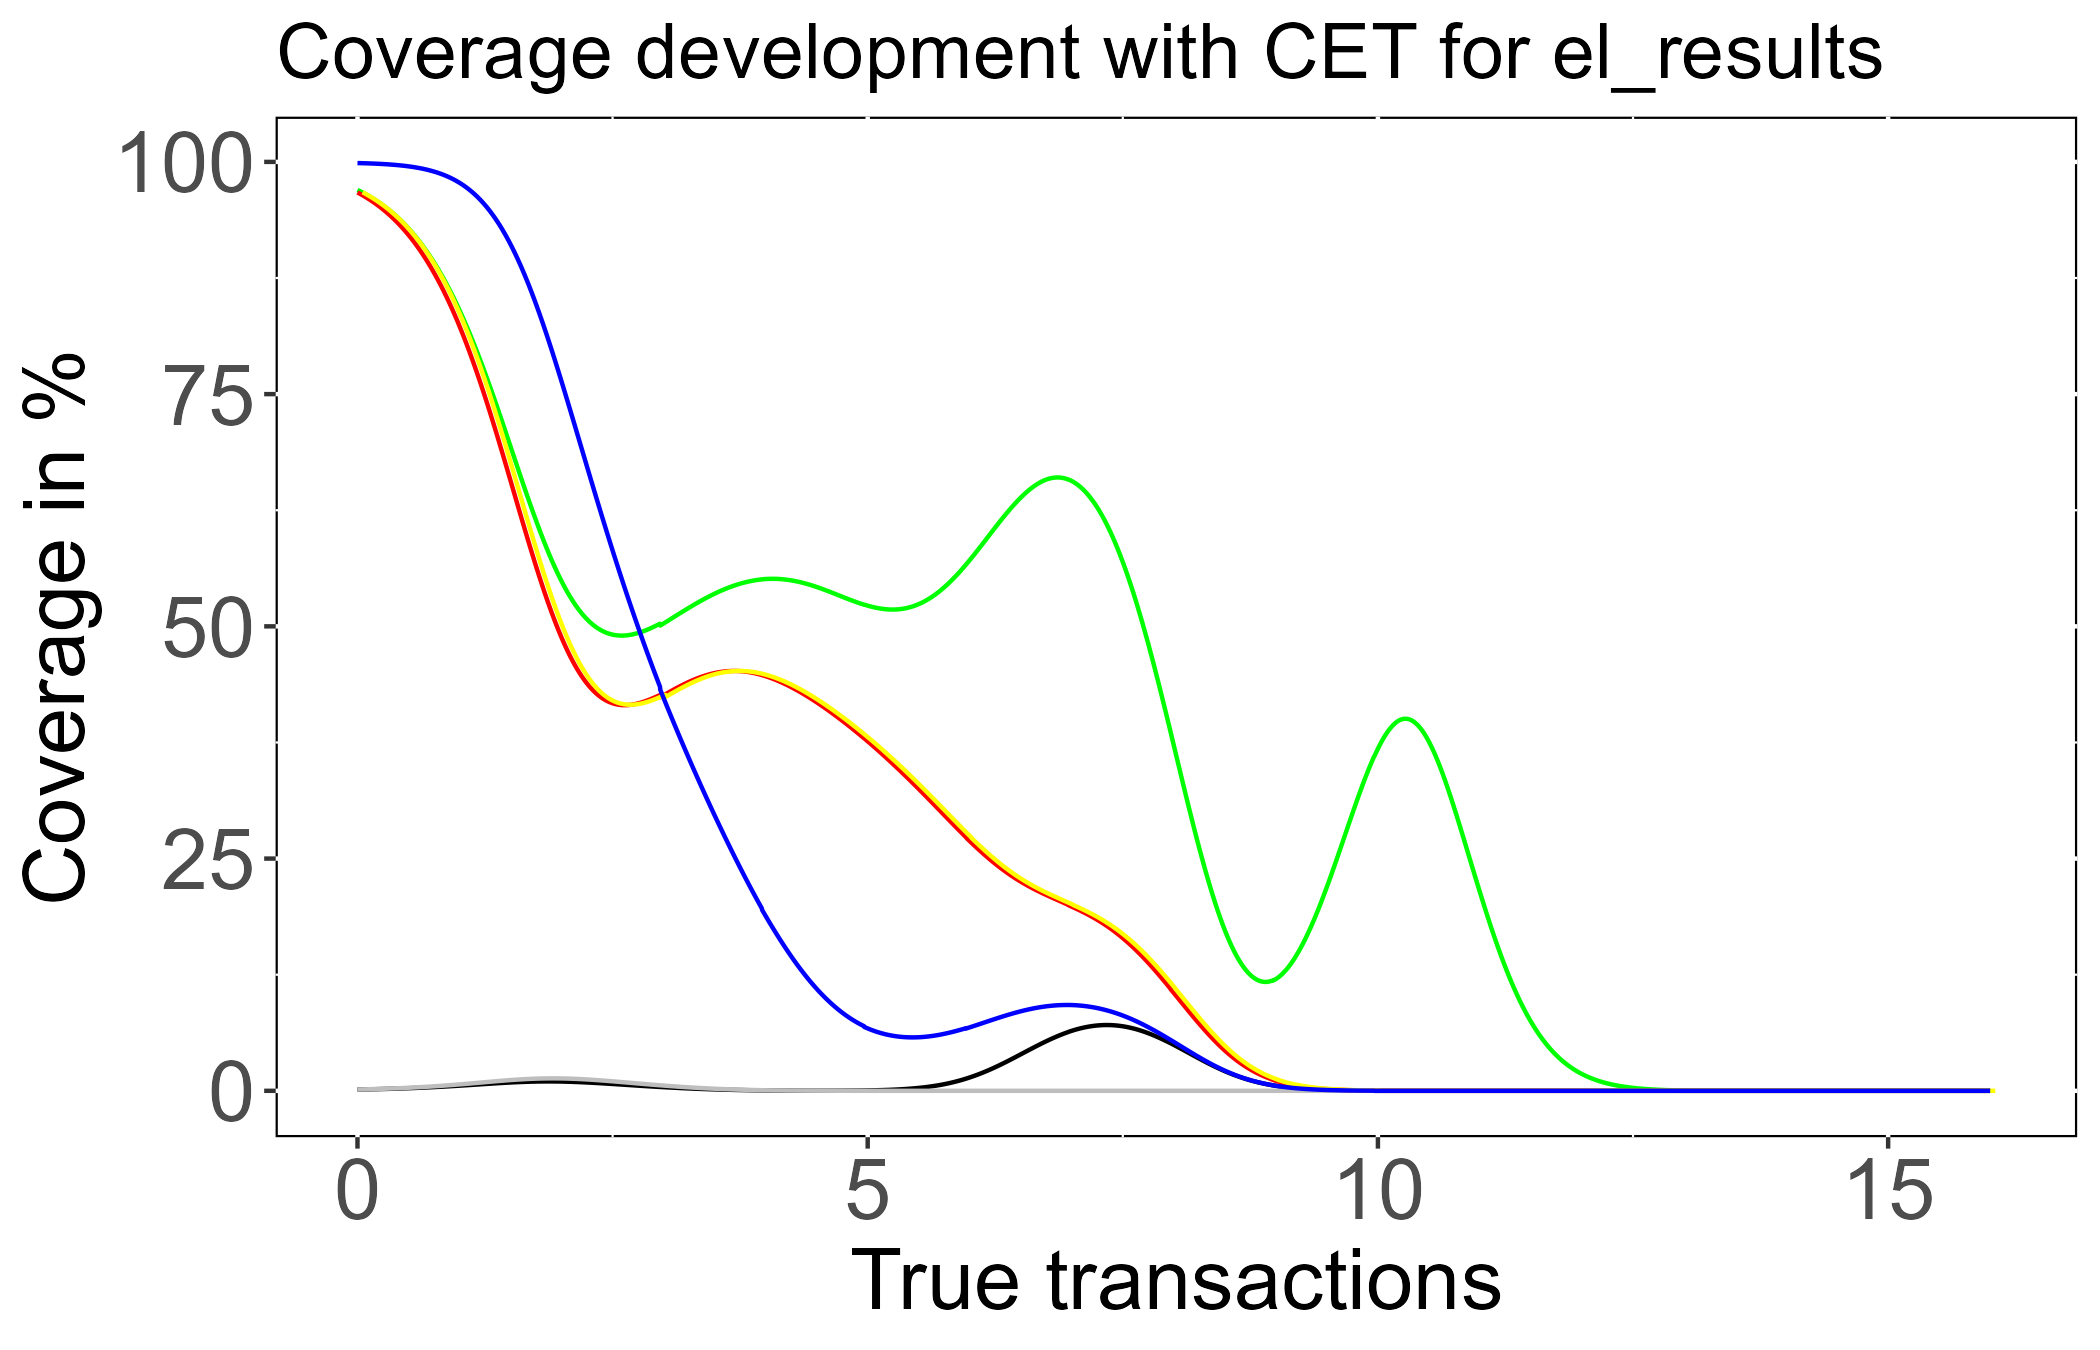 Coverage development with CET for el_results
Coverage in %
100
75
50
25
0
0 5 10 15
True transactions